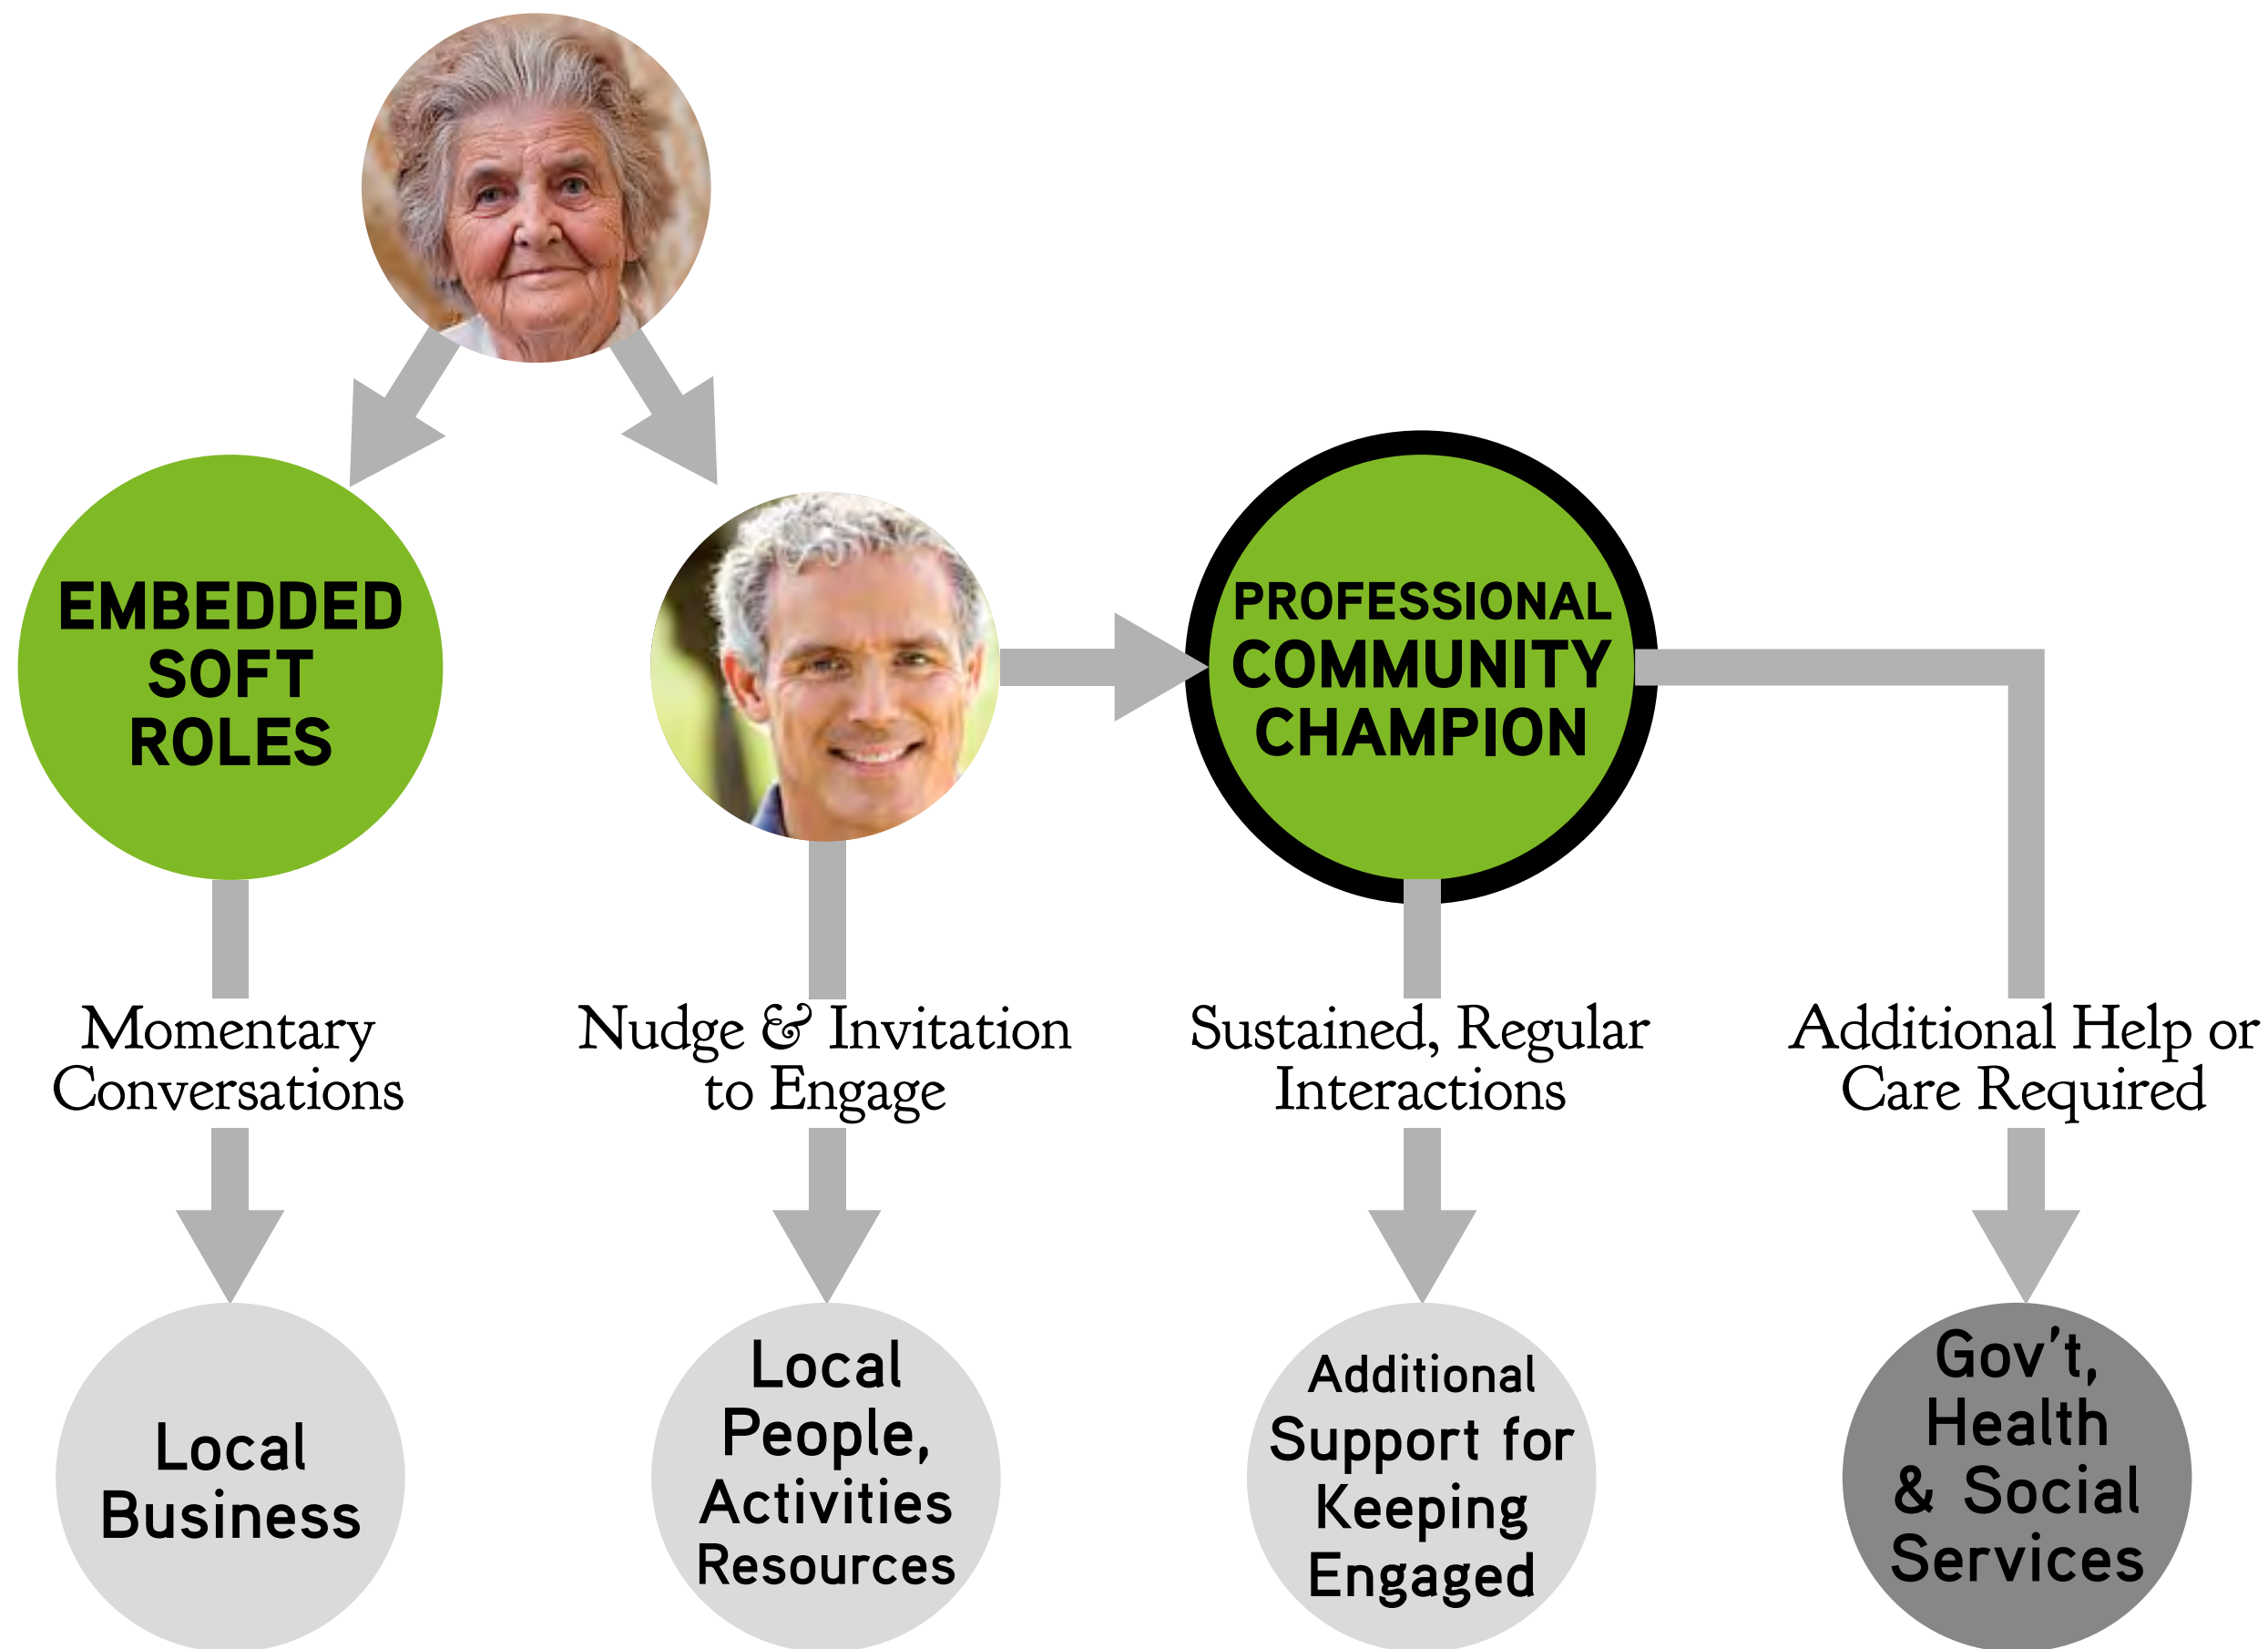 EMBEDDED
SOFT
ROLES
PROFESSIONAL
COMMUNITY
CHAMPION
Momentary
Conversations
Nudge & Invitation
to Engage
Sustained, Regular
Interactions
Additional Help or
Care Required
Local
Business
Local
People,
Activities
Resources
Additional
Support for
Keeping
Engaged
Gov't,
Health
& Social
Services